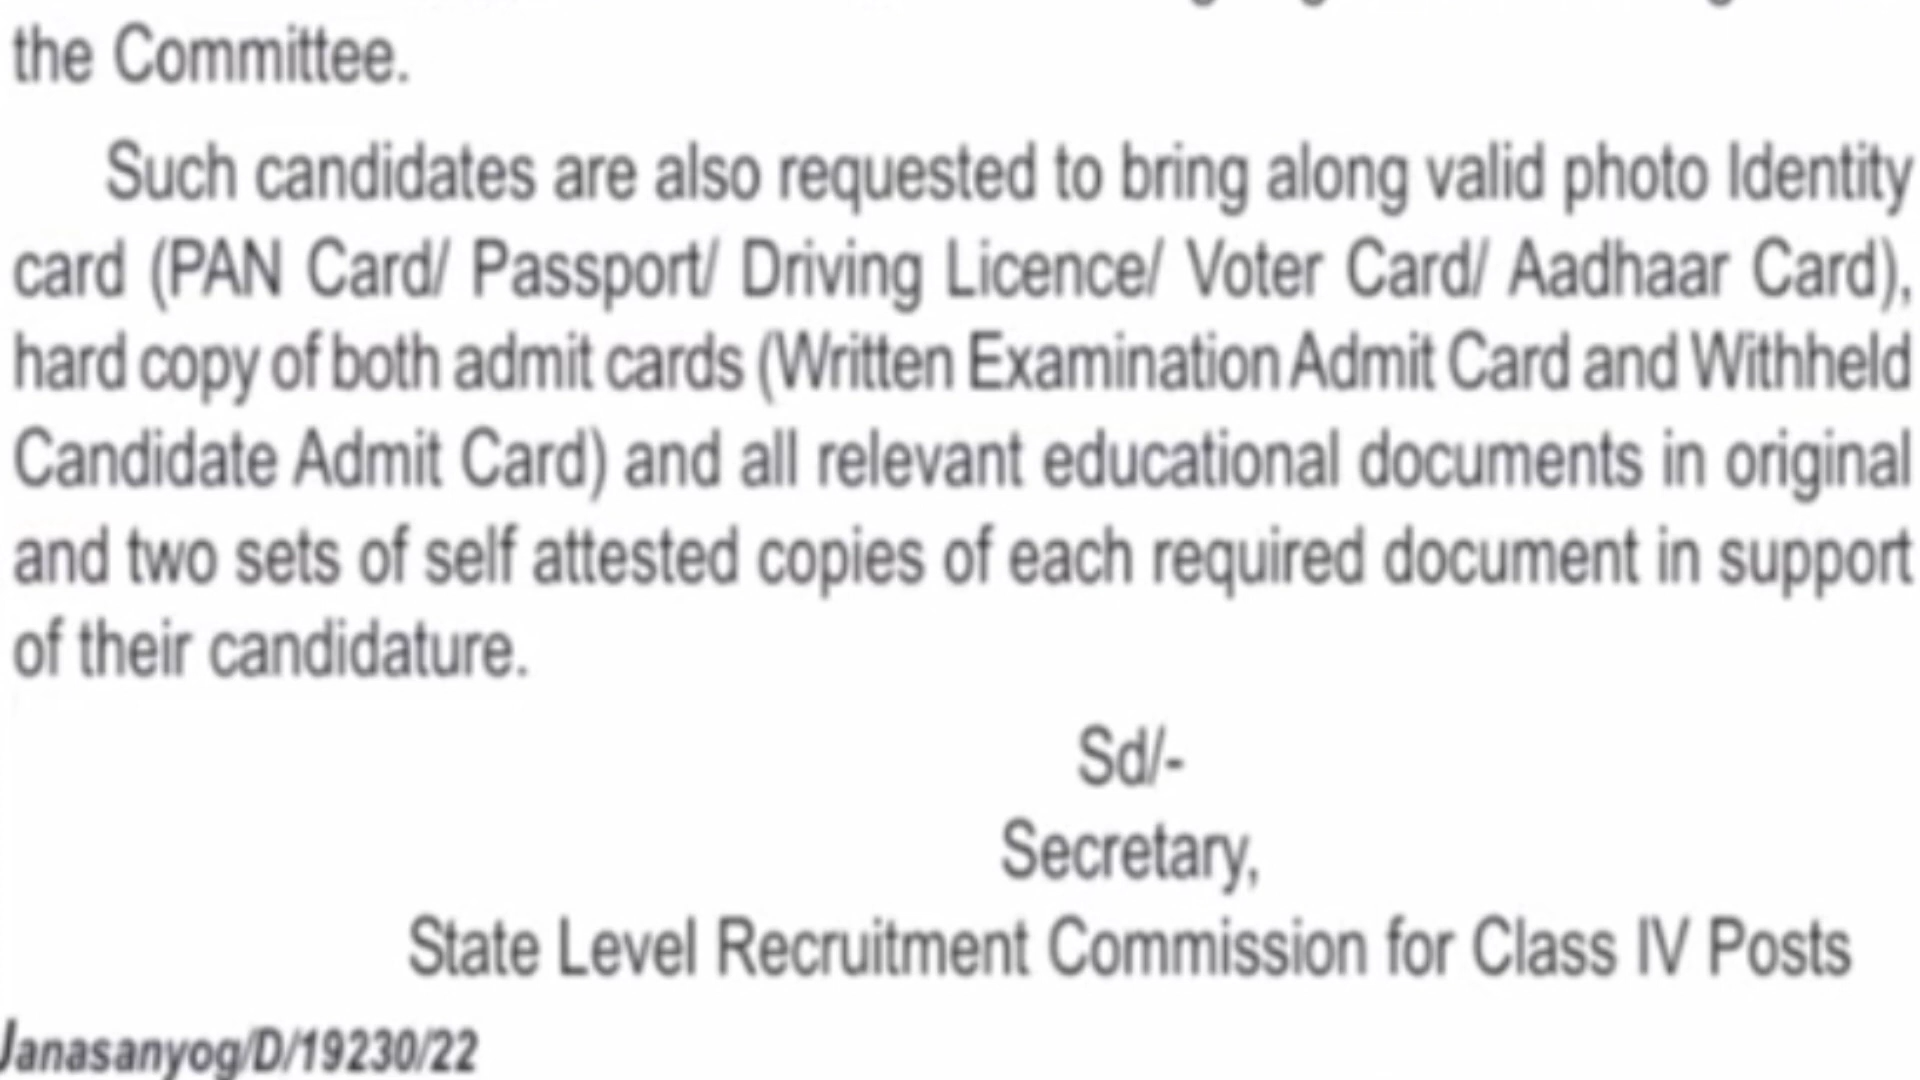 the Committee.
Such candidates are also requested to bring along valid photo Identity
card (PAN Card/ Passport/ Driving Licence/ Voter Card/ Aadhaar Card),
hard copy of both admit cards (Written Examination Admit Card and Withheld
Candidate Admit Card) and all relevant educational documents in original
and two sets of self attested copies of each required document in support
of their candidature.
Sd/-
Secretary,
State Level Recruitment Commission for Class IV Posts
Janasanyog/D/19230/22